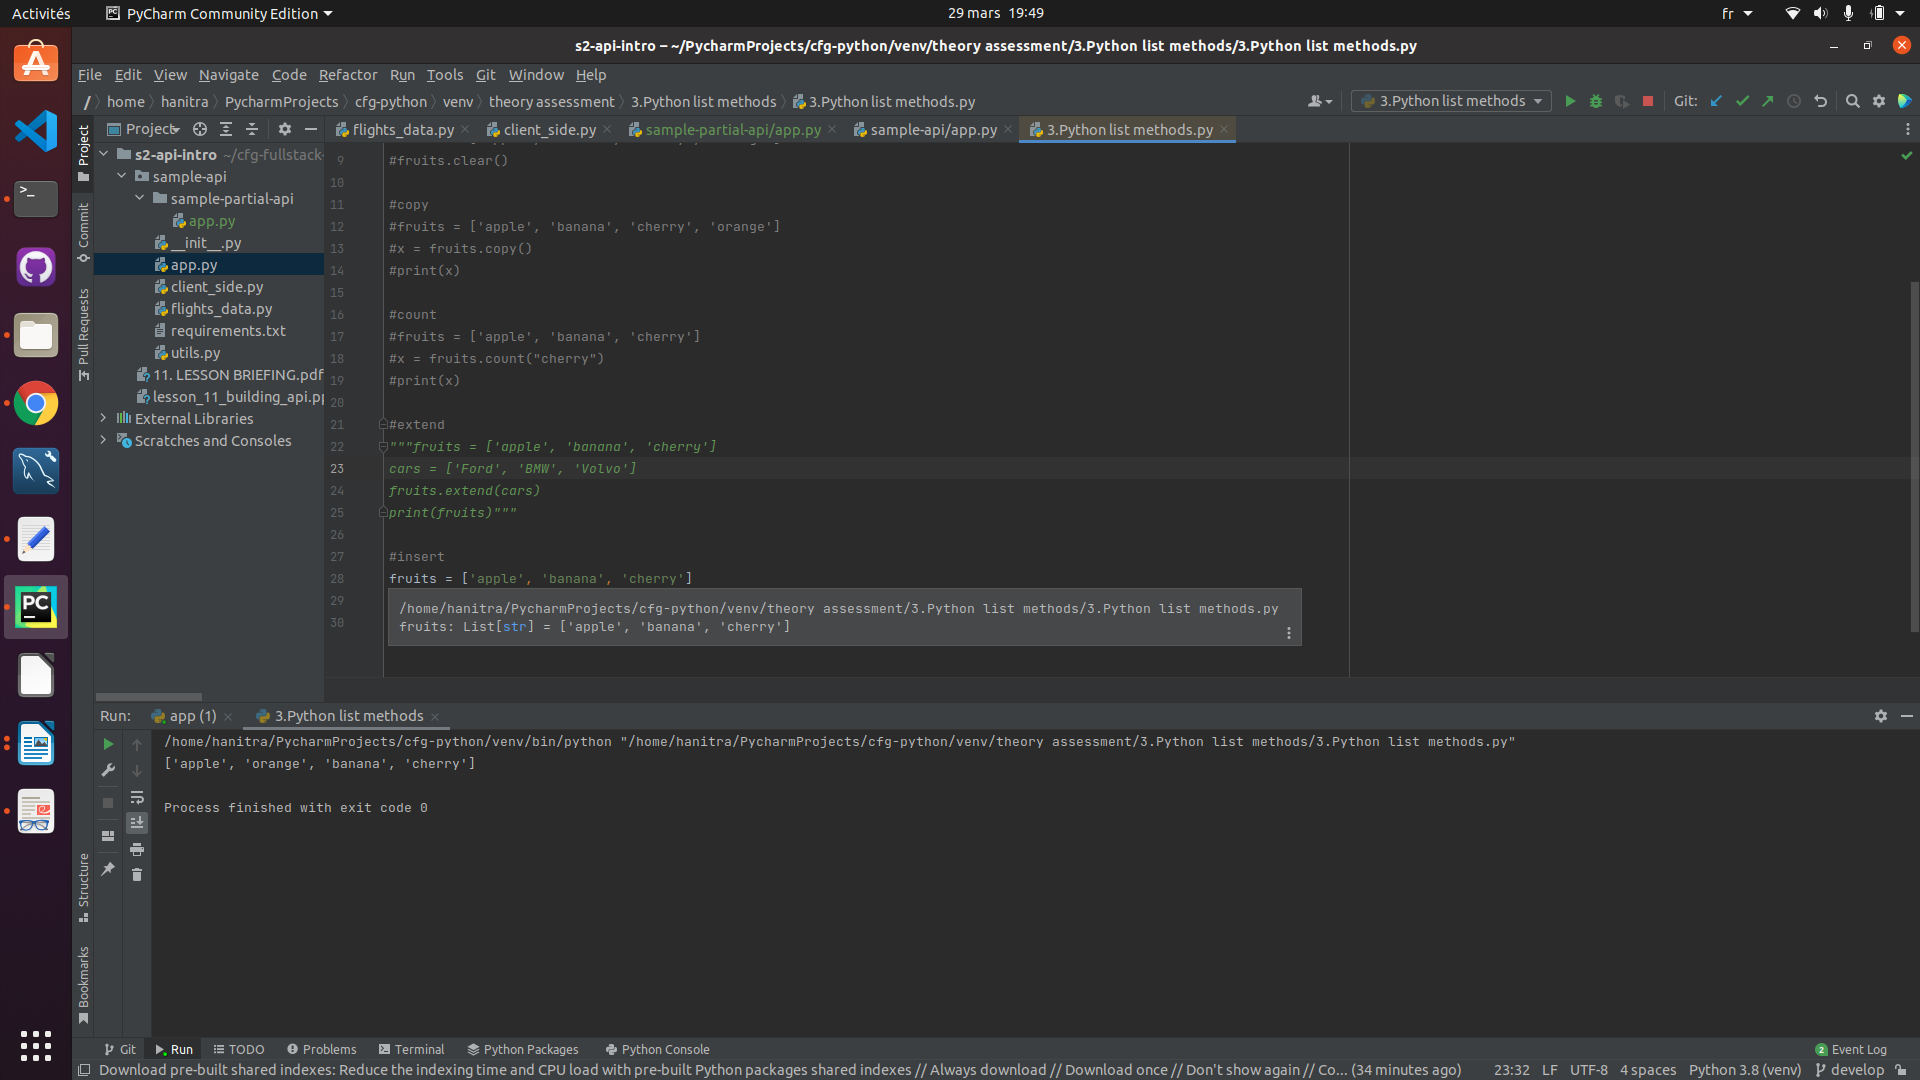 Activités
PyCharm Community Edition
29 mars 19:49
fr
s2-api-intro – ~/PycharmProjects/cfg-python/venv/theory assessment/3.Python list methods/3.Python list methods.py
File Edit View Navigate Code Refactor Run Tools Git Window Help
/ home hanitra PycharmProjects cfg-python venv theory assessment 3.Python list methods 3.Python list methods.py
3.Python list methods
Git:
Project
flights_data.py
client_side.py
sample-partial-api/app.py
sample-api/app.py
3.Python list methods.py
Project
Commit
Pull Requests
Structure
Bookmarks
s2-api-intro ~/cfg-fullstack-
sample-api
sample-partial-api
app.py
__init__.py
app.py
client_side.py
flights_data.py
requirements.txt
utils.py
11. LESSON BRIEFING.pdf
lesson_11_building_api.pp
External Libraries
Scratches and Consoles
9 #fruits.clear()
10
11 #copy
12 #fruits = ['apple', 'banana', 'cherry', 'orange']
13 #x = fruits.copy()
14 #print(x)
15
16 #count
17 #fruits = ['apple', 'banana', 'cherry']
18 #x = fruits.count("cherry")
19 #print(x)
20
21 #extend
22 """fruits = ['apple', 'banana', 'cherry']
23 cars = ['Ford', 'BMW', 'Volvo']
24 fruits.extend(cars)
25 print(fruits)"""
26
27 #insert
28 fruits = ['apple', 'banana', 'cherry']
29
30
/home/hanitra/PycharmProjects/cfg-python/venv/theory assessment/3.Python list methods/3.Python list methods.py
fruits: List[str] = ['apple', 'banana', 'cherry']
Run: app (1) 3.Python list methods
/home/hanitra/PycharmProjects/cfg-python/venv/bin/python "/home/hanitra/PycharmProjects/cfg-python/venv/theory assessment/3.Python list methods/3.Python list methods.py"
['apple', 'orange', 'banana', 'cherry']
Process finished with exit code 0
Git Run TODO Problems Terminal Python Packages Python Console
2 Event Log
Download pre-built shared indexes: Reduce the indexing time and CPU load with pre-built Python packages shared indexes // Always download // Download once // Don't show again // Co... (34 minutes ago)
23:32 LF UTF-8 4 spaces Python 3.8 (venv) develop